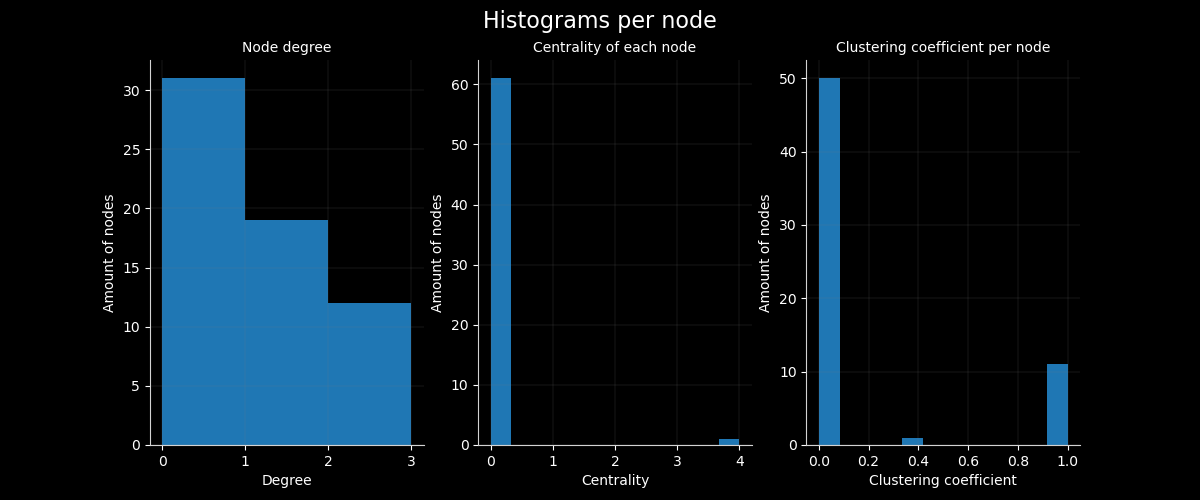 Histograms per node
Node degree
Amount of nodes
30
25
20
15
10
5
0
0 1 2 3
Degree
Centrality of each node
Amount of nodes
60
50
40
30
20
10
0
0 1 2 3 4
Centrality
Clustering coefficient per node
Amount of nodes
50
40
30
20
10
0
0.0 0.2 0.4 0.6 0.8 1.0
Clustering coefficient